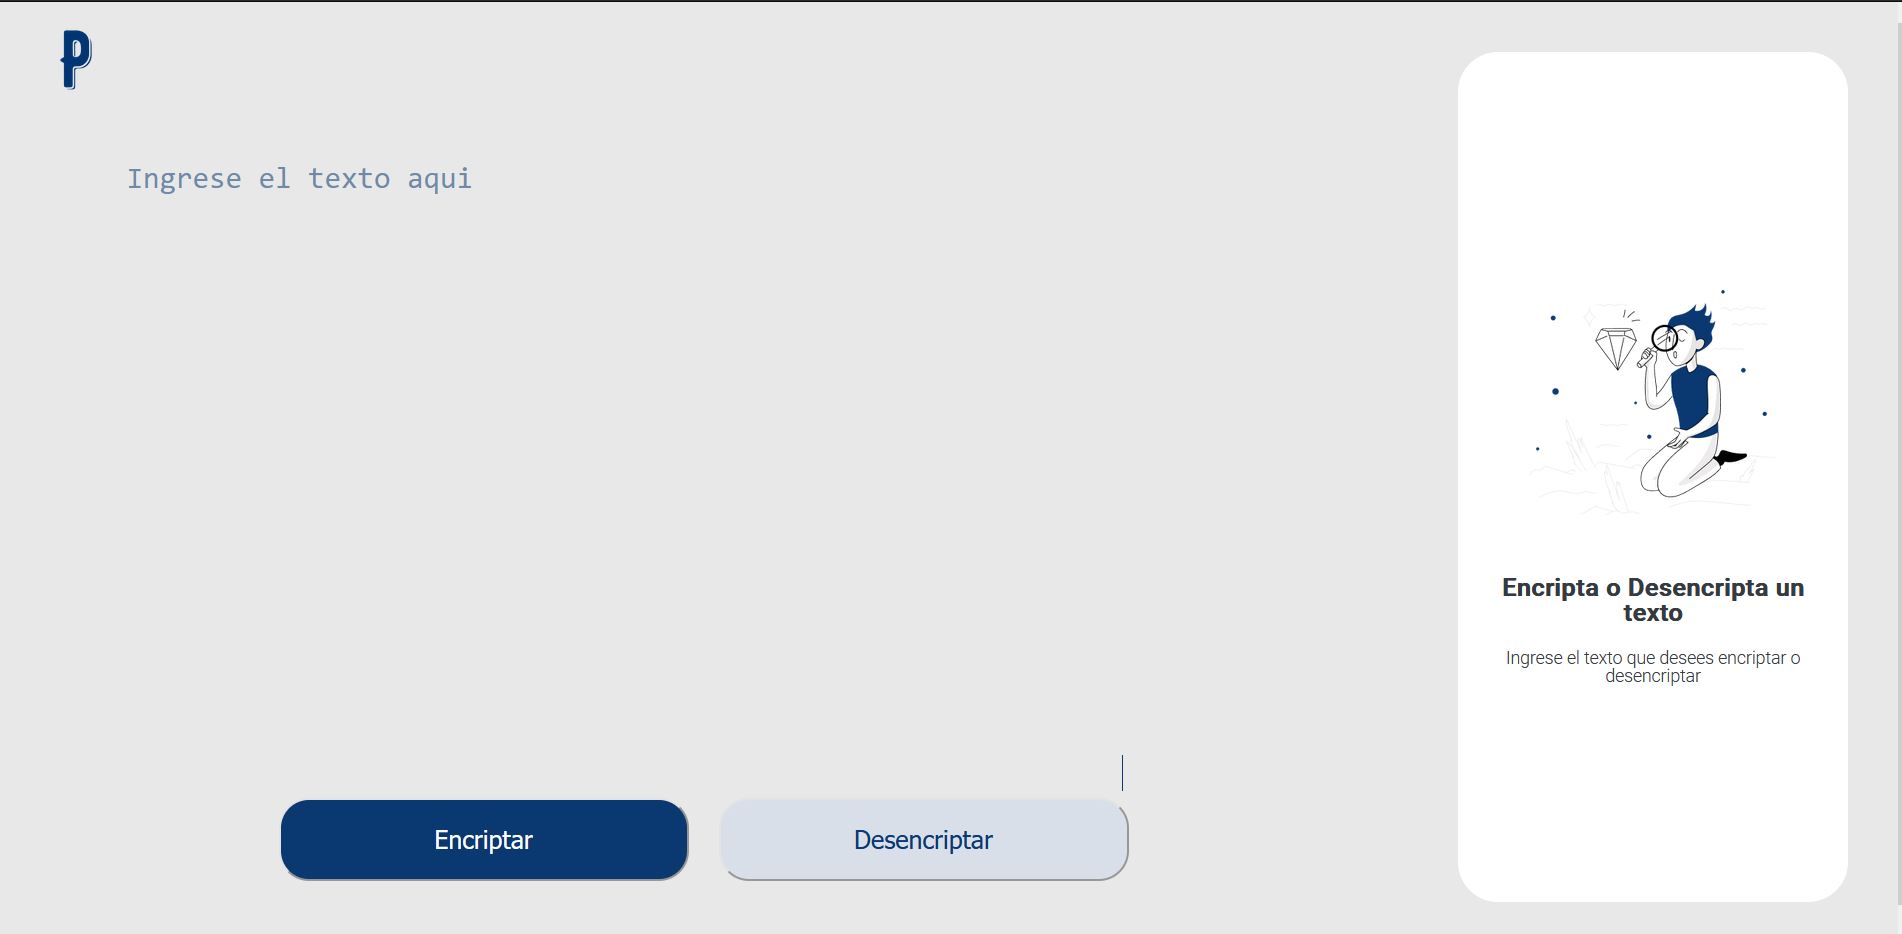 P
Ingrese el texto aqui
Encriptar
Desencriptar
Encripta o Desencripta un
texto
Ingrese el texto que desees encriptar o
desencriptar